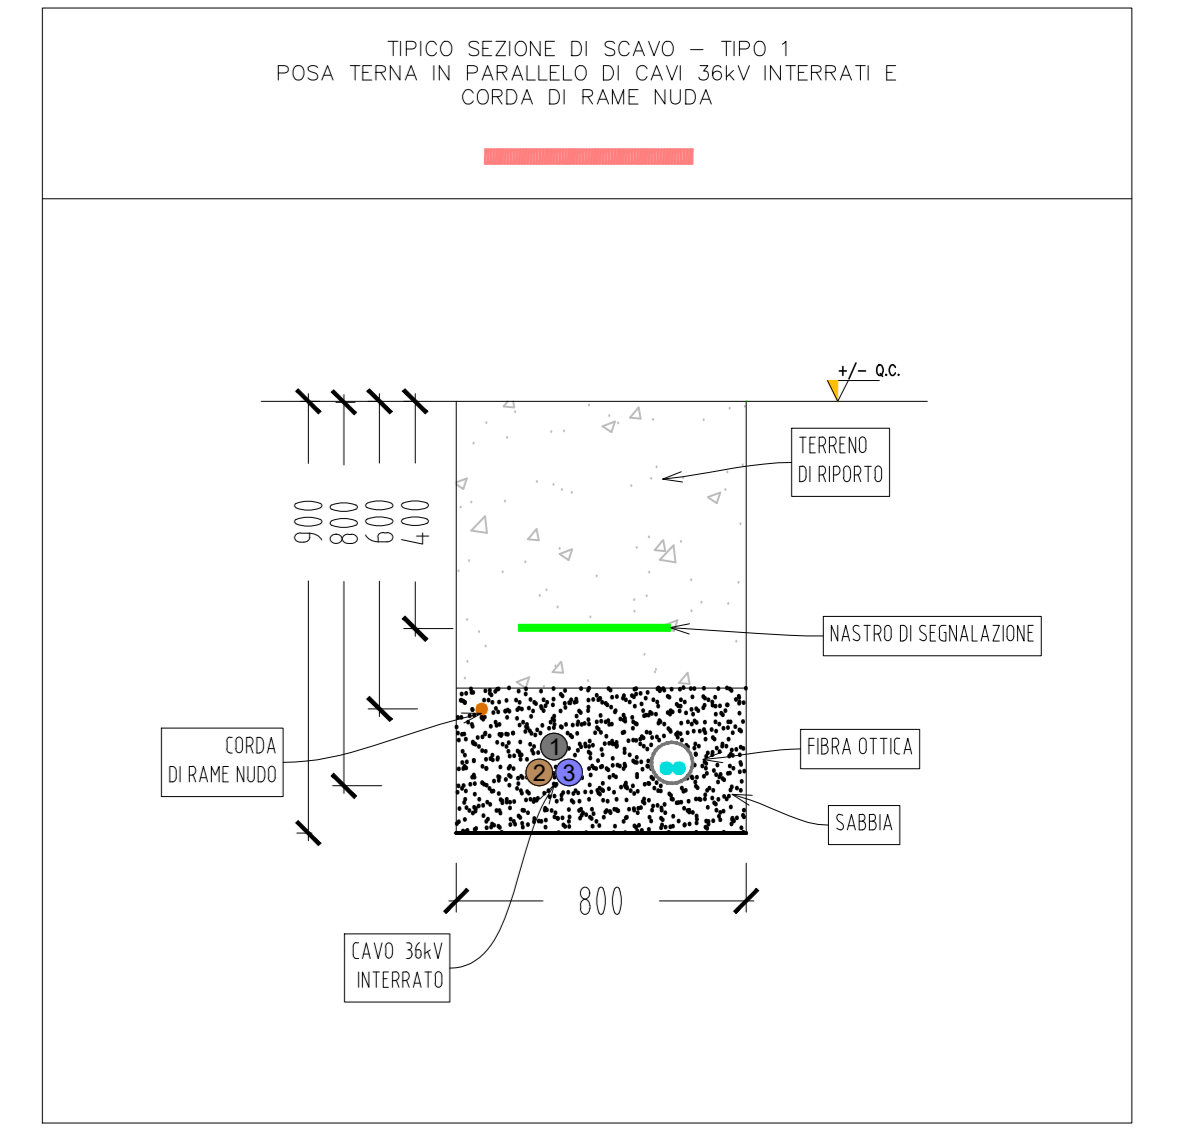 TIPICO SEZIONE DI SCAVO – TIPO 1
POSA TERNA IN PARALLELO DI CAVI 36kV INTERRATI E
CORDA DI RAME NUDA
+/- Q.C.
TERRENO
DI RIPORTO
900
800
600
400
NASTRO DI SEGNALAZIONE
CORDA
DI RAME NUDO
1
2
3
FIBRA OTTICA
SABBIA
800
CAVO 36kV
INTERRATO